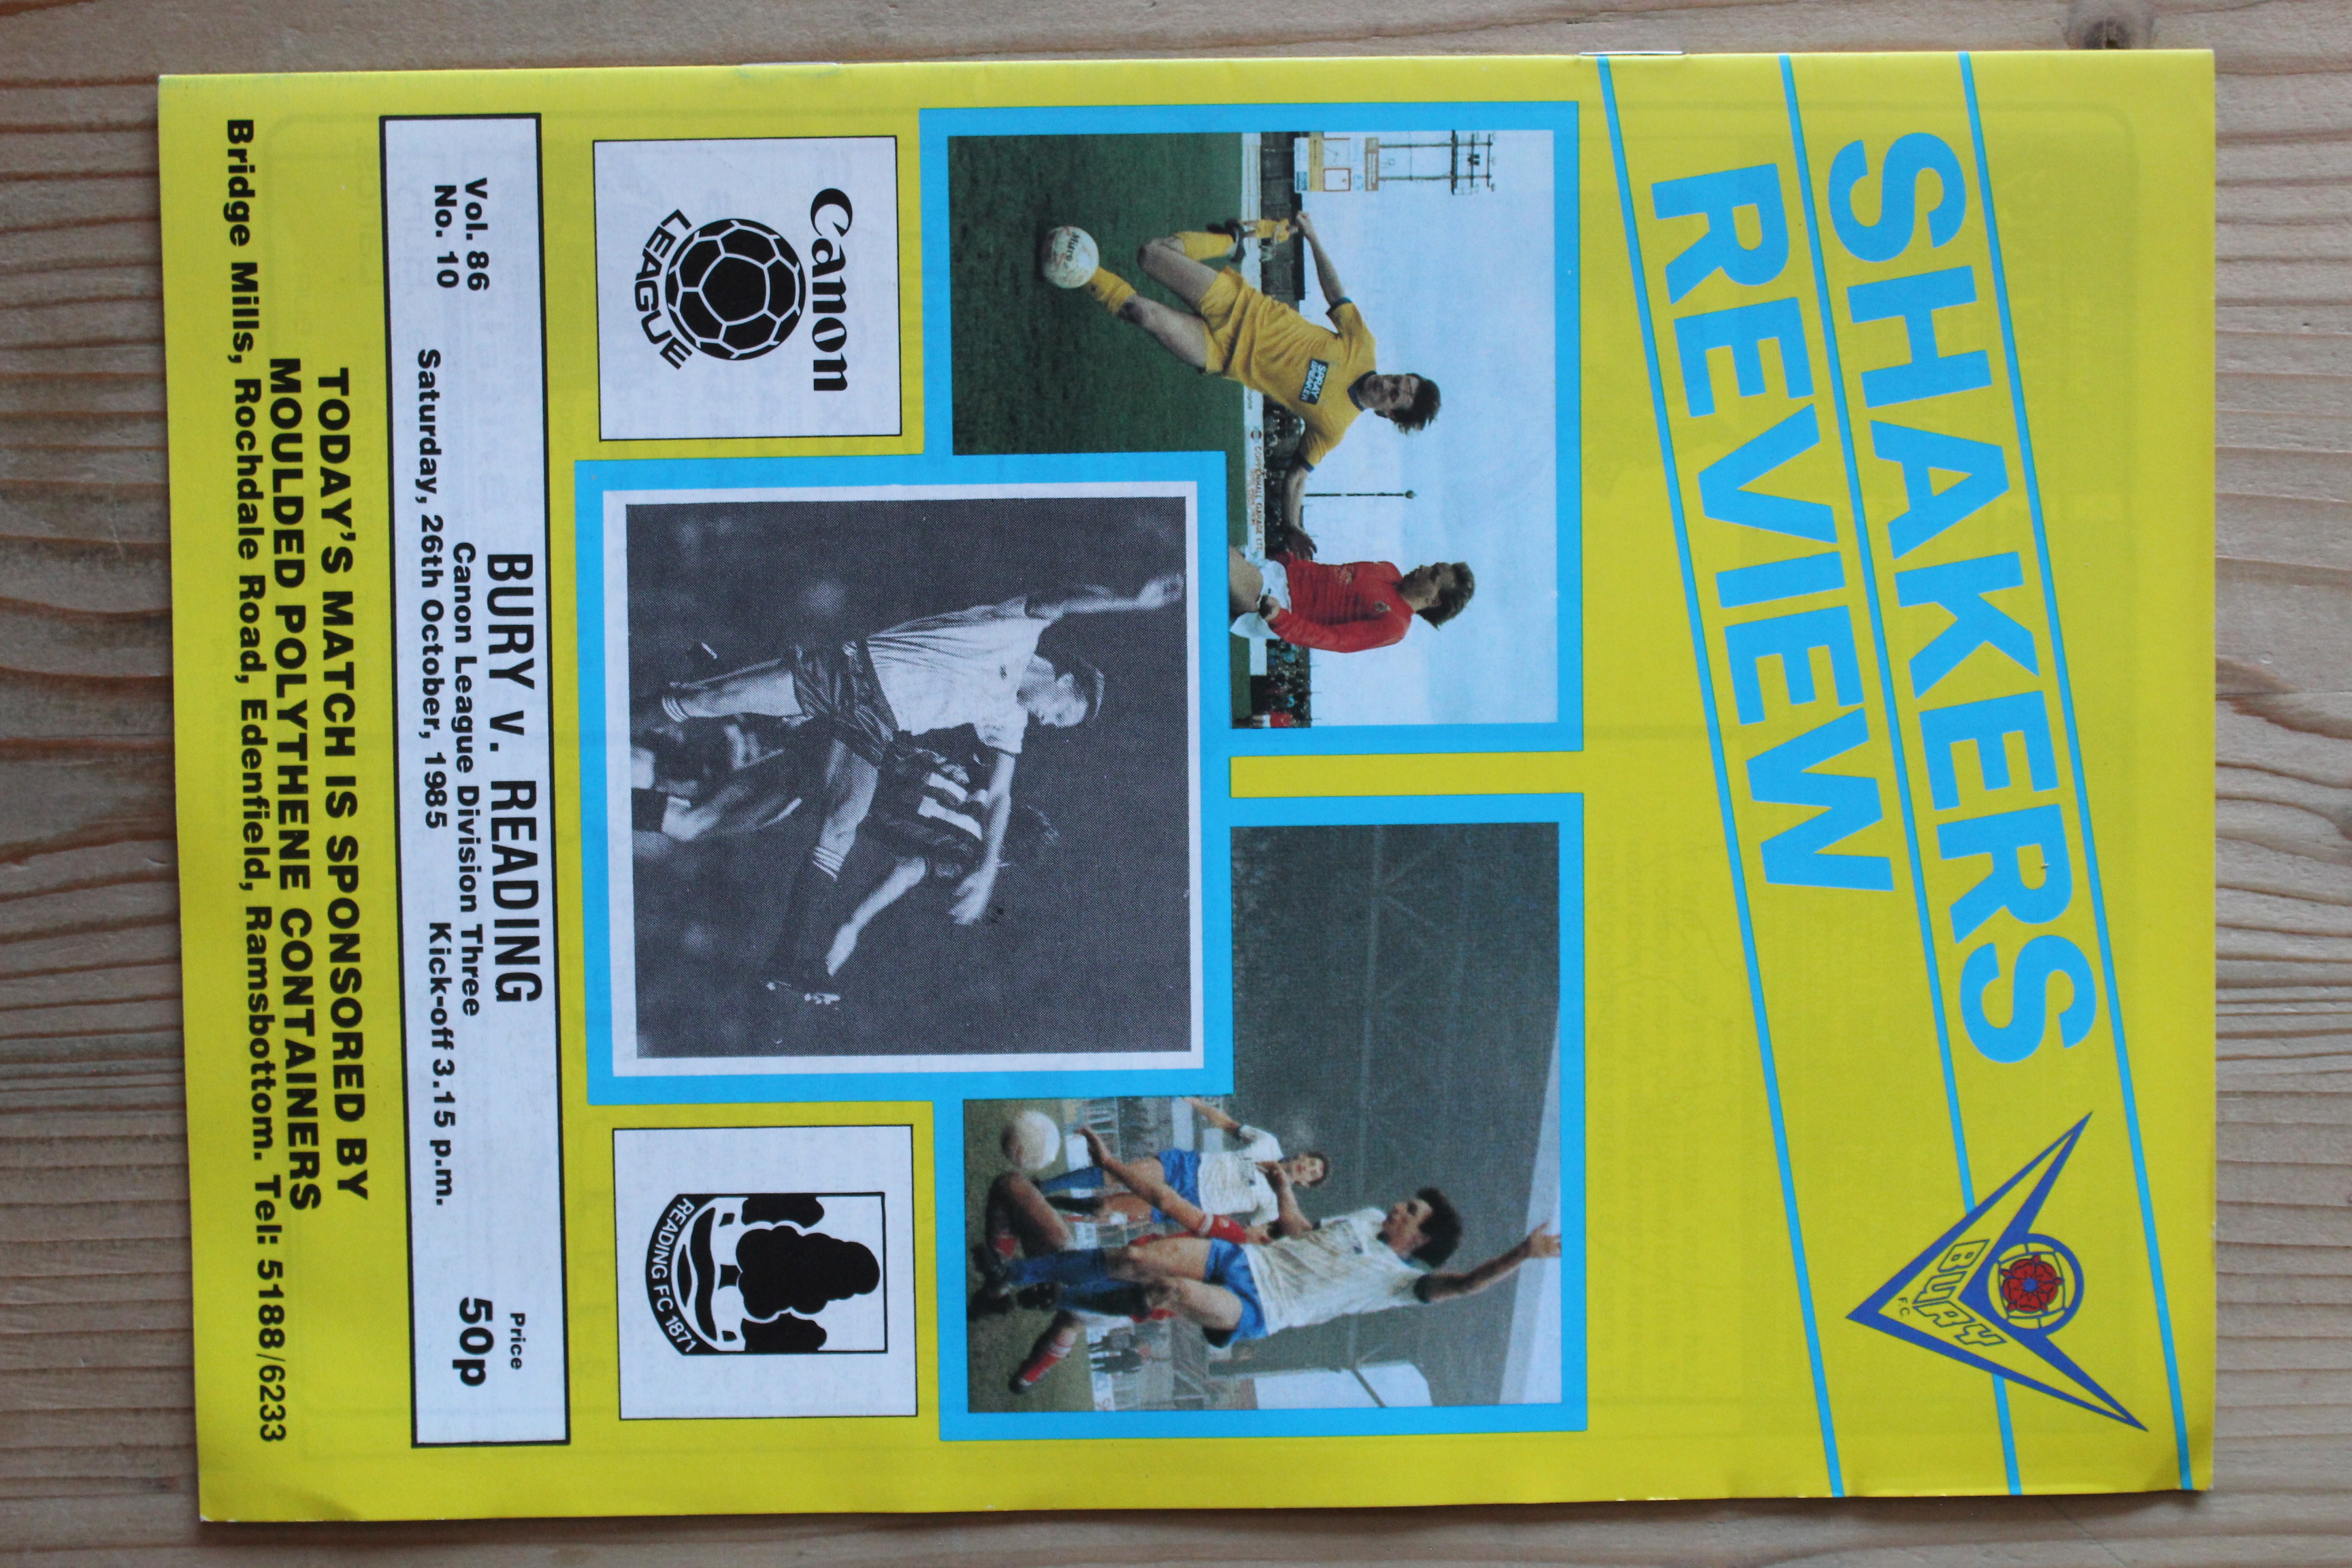 SHAKERS
REVIEW
BURY
F.C.
SPRAY
Canon
LEAGUE
READING FC 1871
BURY v. READING
Vol. 86
No. 10
Canon League Division Three
Saturday, 26th October, 1985 Kick-off 3.15 p.m.
Price
50p
TODAY'S MATCH IS SPONSORED BY
MOULDED POLYTHENE CONTAINERS
Bridge Mills, Rochdale Road, Edenfield, Ramsbottom. Tel: 5188/6233